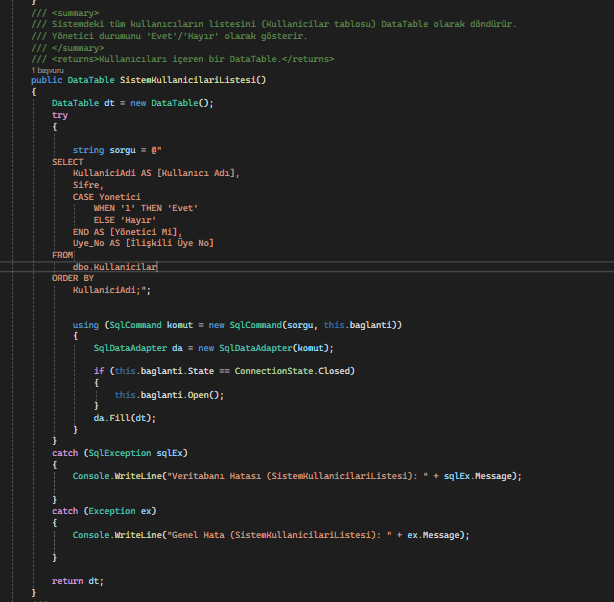 }
/// <summary>
/// Sistemdeki tüm kullanıcıların listesini (Kullanicilar tablosu) DataTable olarak döndürür.
/// Yönetici durumunu 'Evet'/'Hayır' olarak gösterir.
/// </summary>
/// <returns>Kullanıcıları içeren bir DataTable.</returns>
1 başvuru
public DataTable SistemKullanicilariListesi()
{
DataTable dt = new DataTable();
try
{
string sorgu = @"
SELECT
KullaniciAdi AS [Kullanıcı Adı],
Sifre,
CASE Yonetici
WHEN '1' THEN 'Evet'
ELSE 'Hayır'
END AS [Yönetici Mi],
Uye_No AS [İlişkili Üye No]
FROM
dbo.Kullanicilar
ORDER BY
KullaniciAdi;";
using (SqlCommand komut = new SqlCommand(sorgu, this.baglanti))
{
SqlDataAdapter da = new SqlDataAdapter(komut);
if (this.baglanti.State == ConnectionState.Closed)
{
this.baglanti.Open();
}
da.Fill(dt);
}
}
catch (SqlException sqlEx)
{
Console.WriteLine("Veritabanı Hatası (SistemKullanicilariListesi): " + sqlEx.Message);
}
catch (Exception ex)
{
Console.WriteLine("Genel Hata (SistemKullanicilariListesi): " + ex.Message);
}
return dt;
}